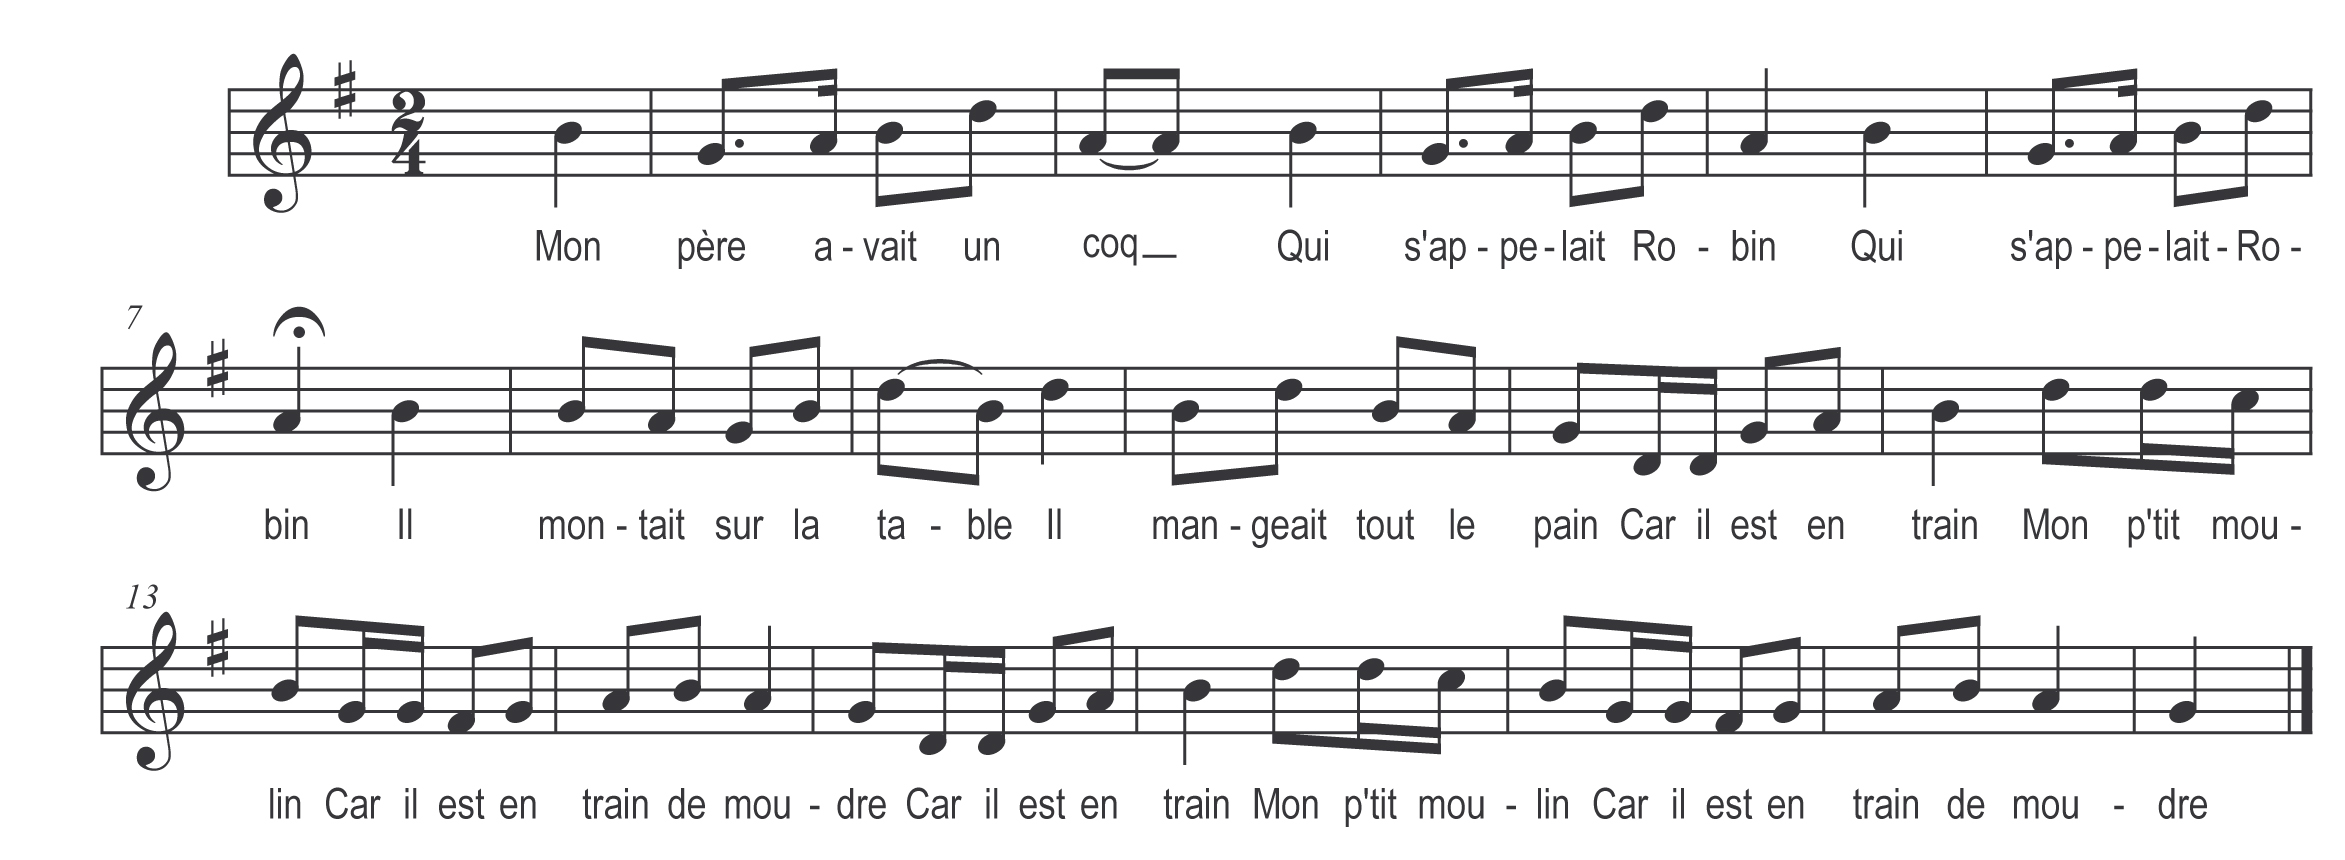 2
4
Mon père a - vait un coq__ Qui s'ap - pe - lait Ro - bin Qui s'ap - pe - lait - Ro -
7
bin Il mon - tait sur la ta - ble Il man - geait tout le pain Car il est en train Mon p'tit mou -
13
lin Car il est en train de mou - dre Car il est en train Mon p'tit mou - lin Car il est en train de mou - dre